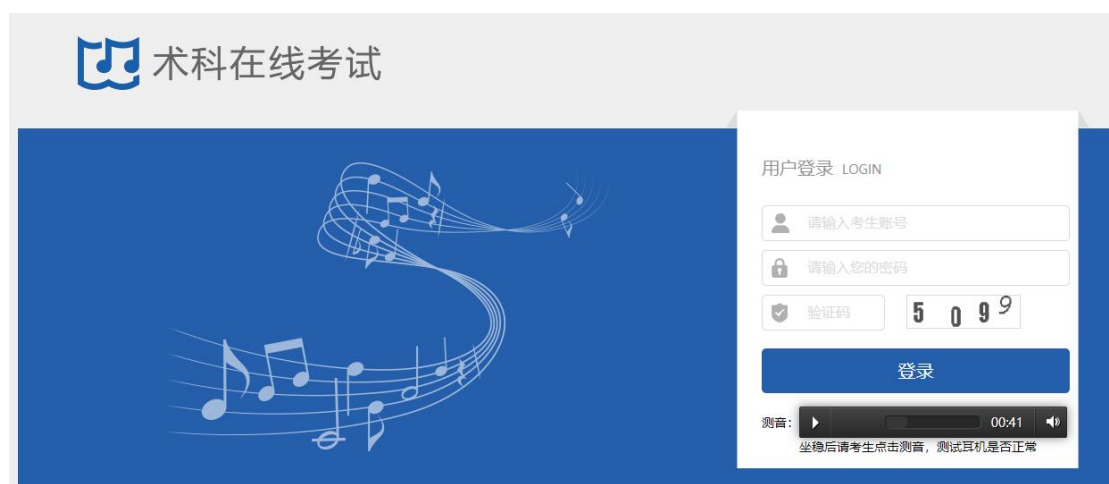 术科在线考试
用户登录 LOGIN
请输入考生账号
请输入您的密码
验证码 5 0 9 9
登录
测音: 00:41
坐稳后请考生点击测音，测试耳机是否正常